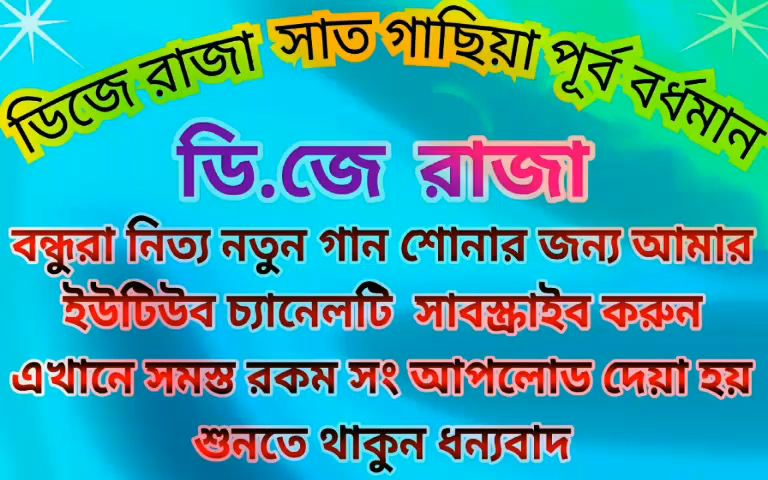 ডিজে রাজা সাত গাছিয়া পূর্ব বর্ধমান
ডি.জে রাজা
বন্ধুরা নিত্য নতুন গান শোনার জন্য আমার
ইউটিউব চ্যানেলটি সাবস্ক্রাইব করুন
এখানে সমস্ত রকম সং আপলোড দেয়া হয়
শুনতে থাকুন ধন্যবাদ